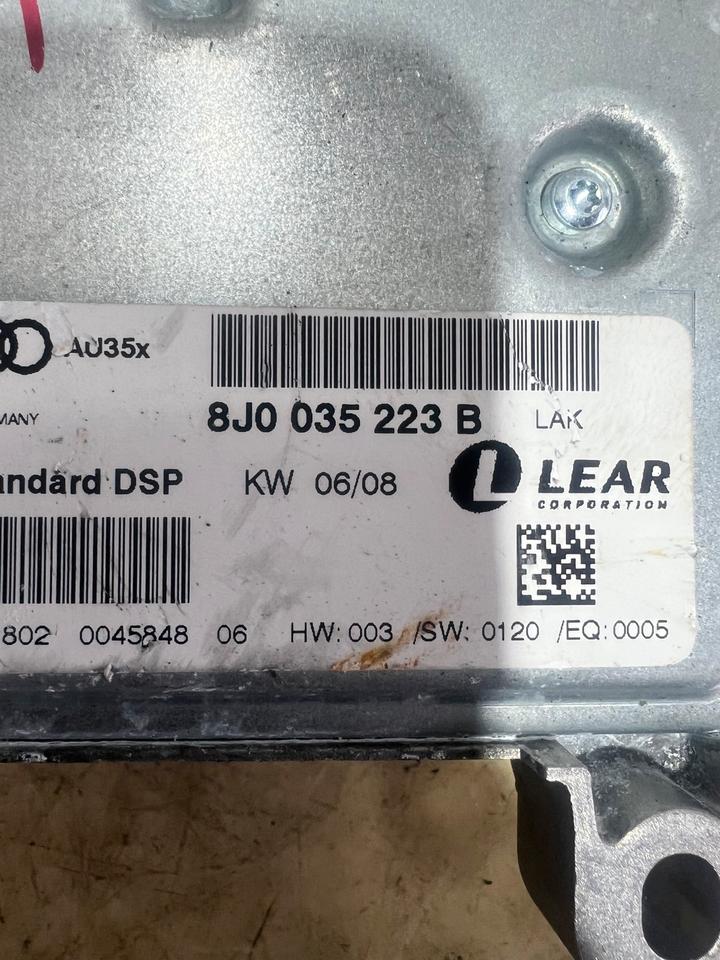 AU35x
8J0 035 223 B LAK
MANY
andard DSP KW 06/08 LEAR
CORPORATION
802 0045848 06 HW: 003 /SW: 0120 /EQ: 0005